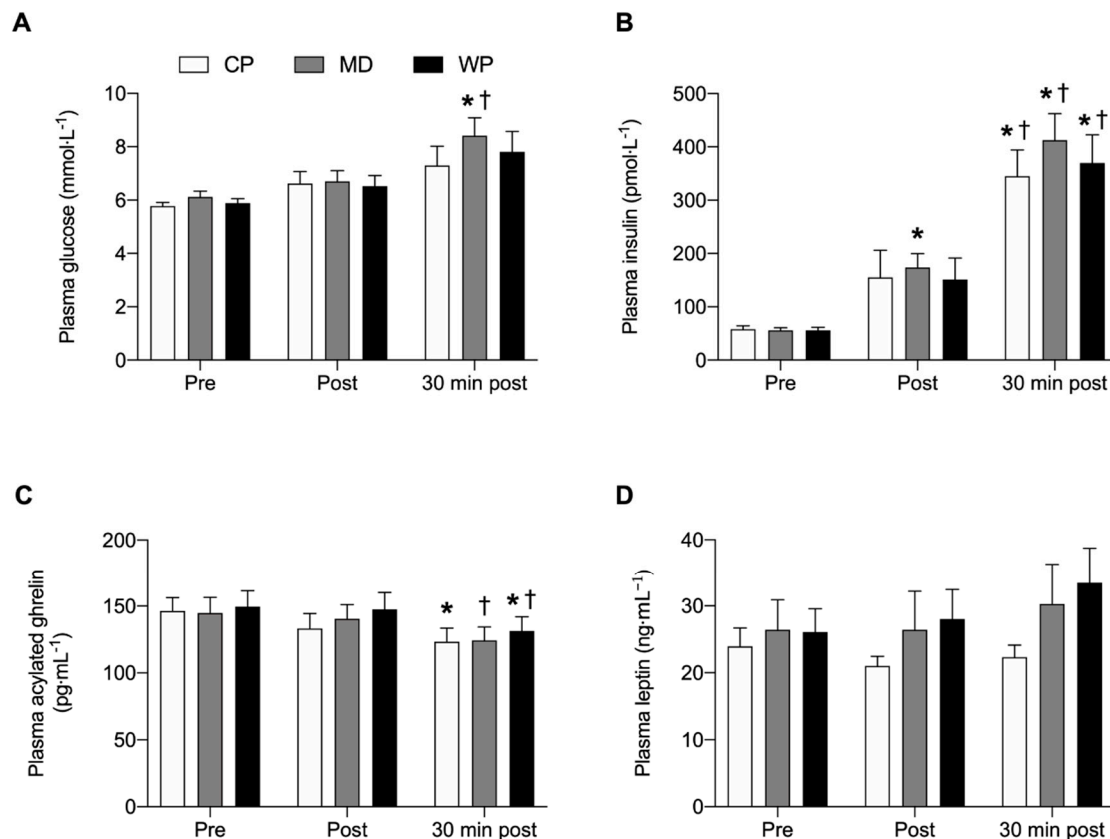 A
B
CP MD WP
Plasma glucose (mmol·L⁻¹)
10
8
6
4
2
0
* †
Pre Post 30 min post
Plasma insulin (pmol·L⁻¹)
500
400
300
200
100
0
*
* † * † * †
Pre Post 30 min post
C
D
Plasma acylated ghrelin
(pg·mL⁻¹)
200
150
100
50
0
* † * †
Pre Post 30 min post
Plasma leptin (ng·mL⁻¹)
40
30
20
10
0
Pre Post 30 min post